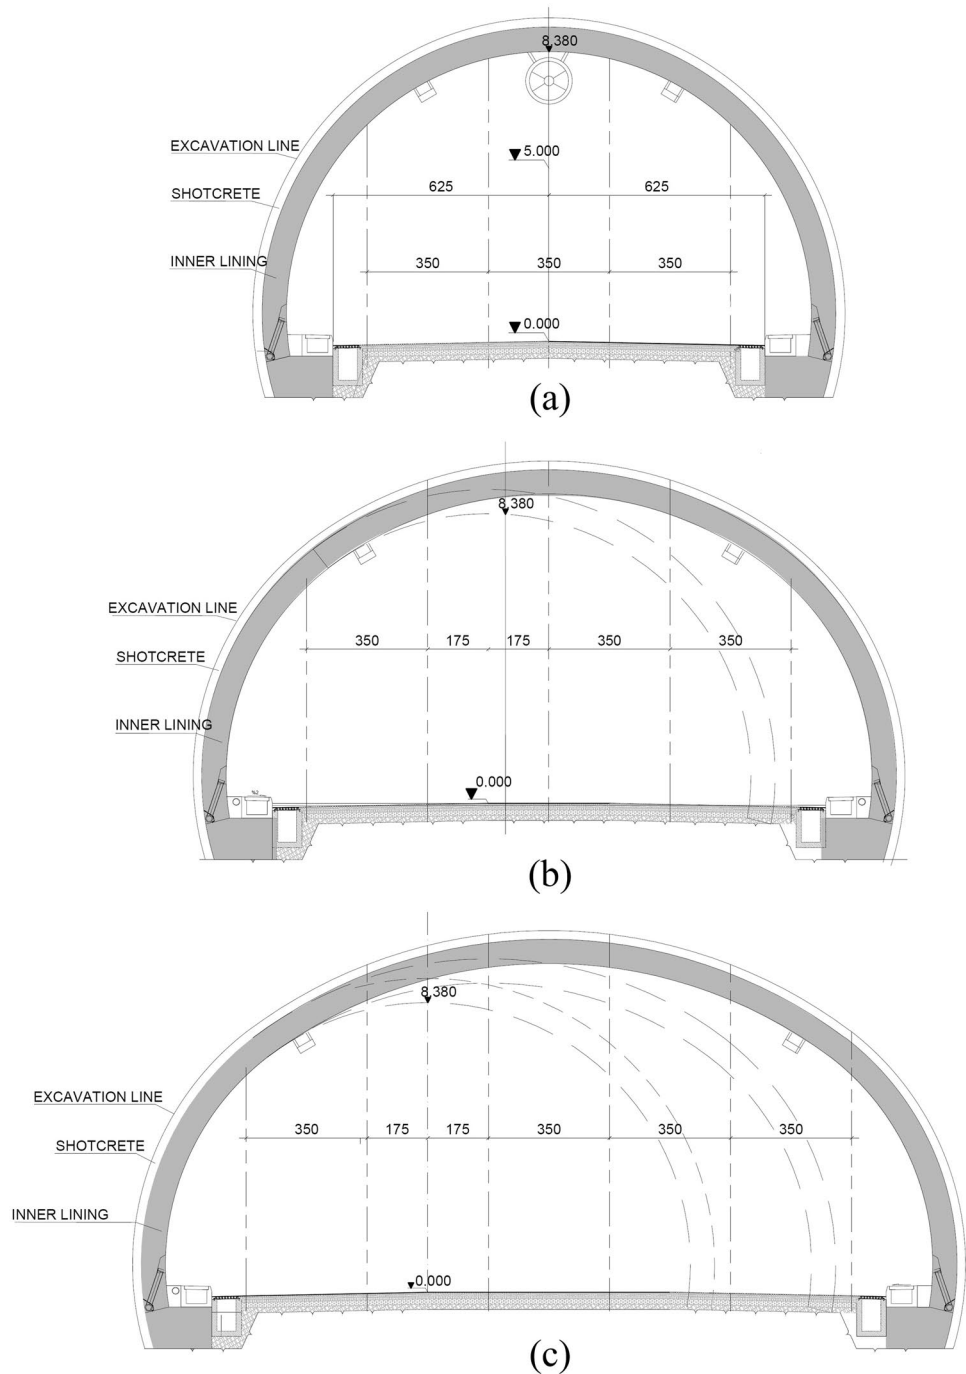 8,380
EXCAVATION LINE
5.000
625 625
SHOTCRETE
INNER LINING
350 350 350
0.000
(a)
8,380
EXCAVATION LINE
350 175 175 350 350
SHOTCRETE
INNER LINING
0.000
(b)
8,380
EXCAVATION LINE
350 175 175 350 350 350
SHOTCRETE
INNER LINING
0.000
(c)